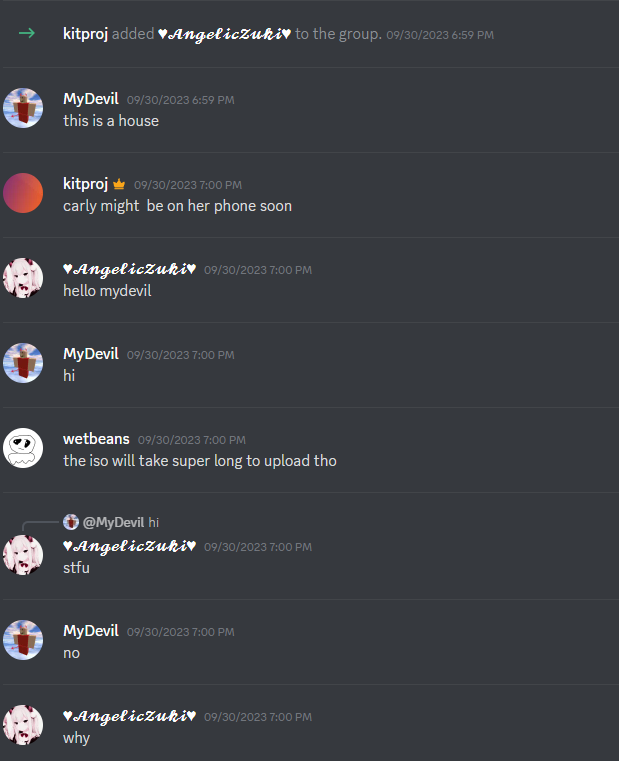 kitproj added ♥𝓐𝓷𝓰𝓮𝓵𝓲𝓬𝓩𝓾𝓴𝓲♥ to the group. 09/30/2023 6:59 PM
MyDevil 09/30/2023 6:59 PM
this is a house
kitproj 09/30/2023 7:00 PM
carly might  be on her phone soon
♥𝓐𝓷𝓰𝓮𝓵𝓲𝓬𝓩𝓾𝓴𝓲♥ 09/30/2023 7:00 PM
hello mydevil
MyDevil 09/30/2023 7:00 PM
hi
wetbeans 09/30/2023 7:00 PM
the iso will take super long to upload tho
@MyDevil hi
♥𝓐𝓷𝓰𝓮𝓵𝓲𝓬𝓩𝓾𝓴𝓲♥ 09/30/2023 7:00 PM
stfu
MyDevil 09/30/2023 7:00 PM
no
♥𝓐𝓷𝓰𝓮𝓵𝓲𝓬𝓩𝓾𝓴𝓲♥ 09/30/2023 7:00 PM
why